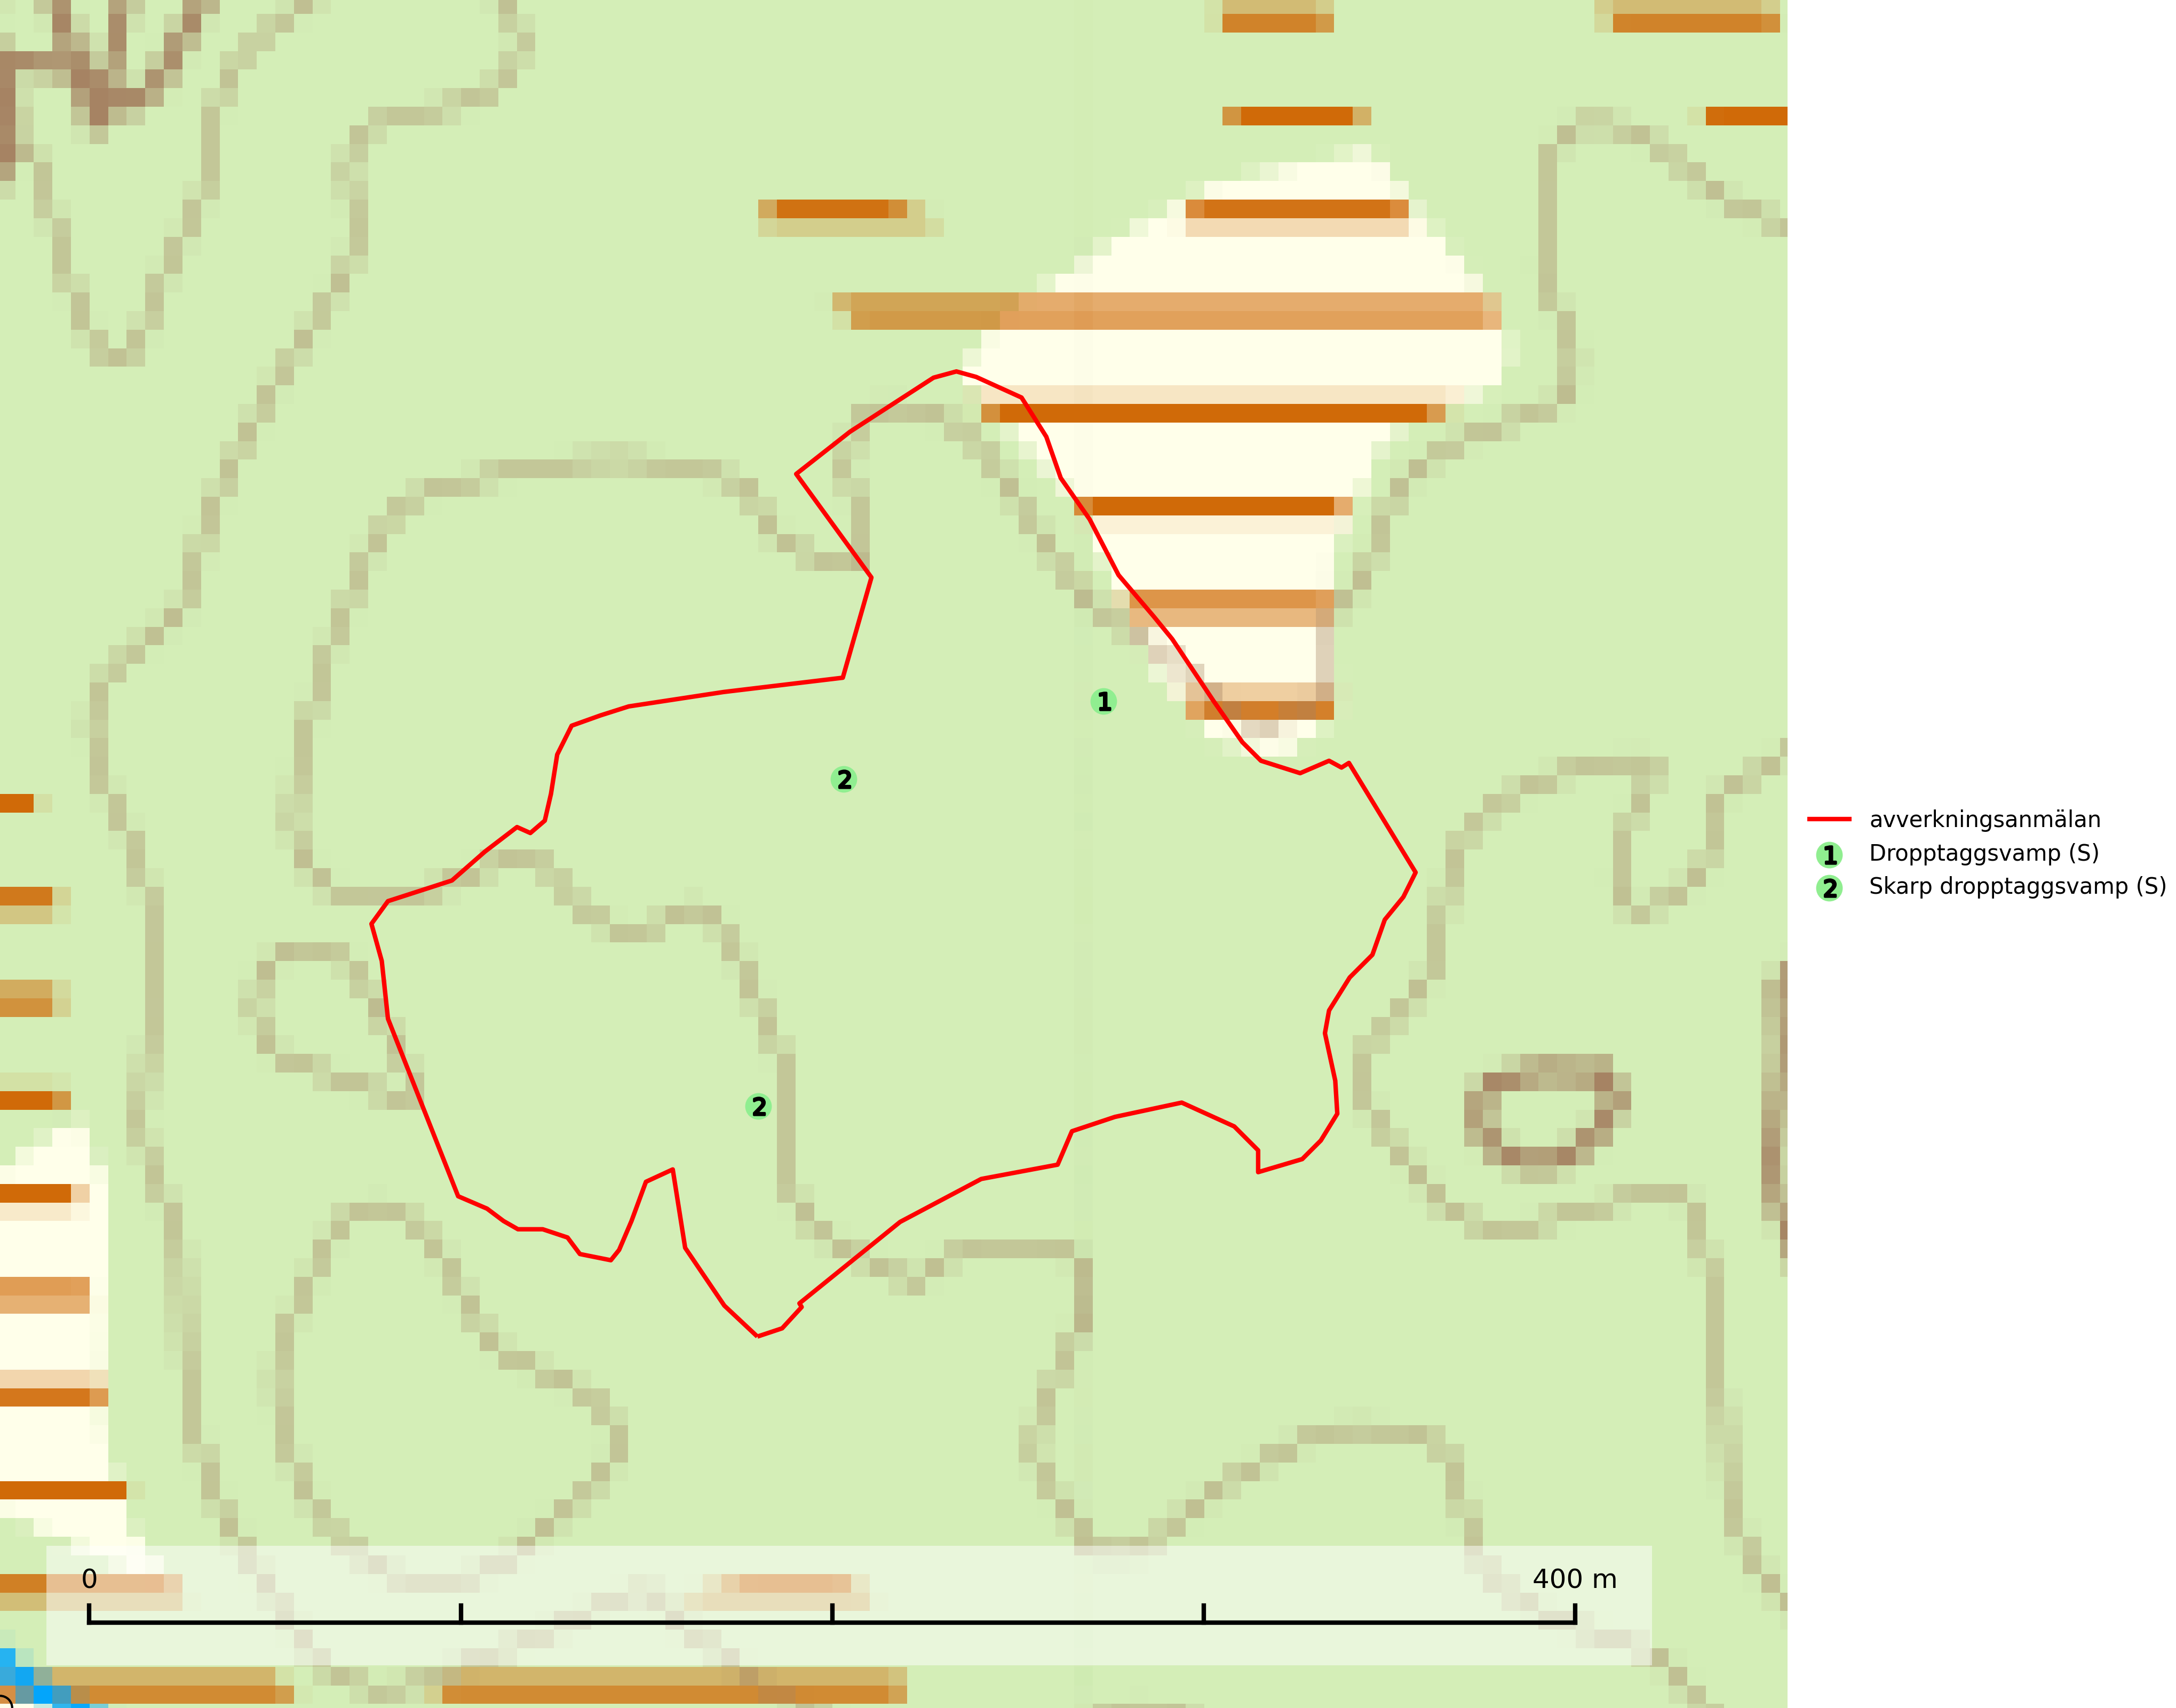 1
2
2
avverkningsanmälan
1 Dropptaggsvamp (S)
2 Skarp dropptaggsvamp (S)
0 400 m